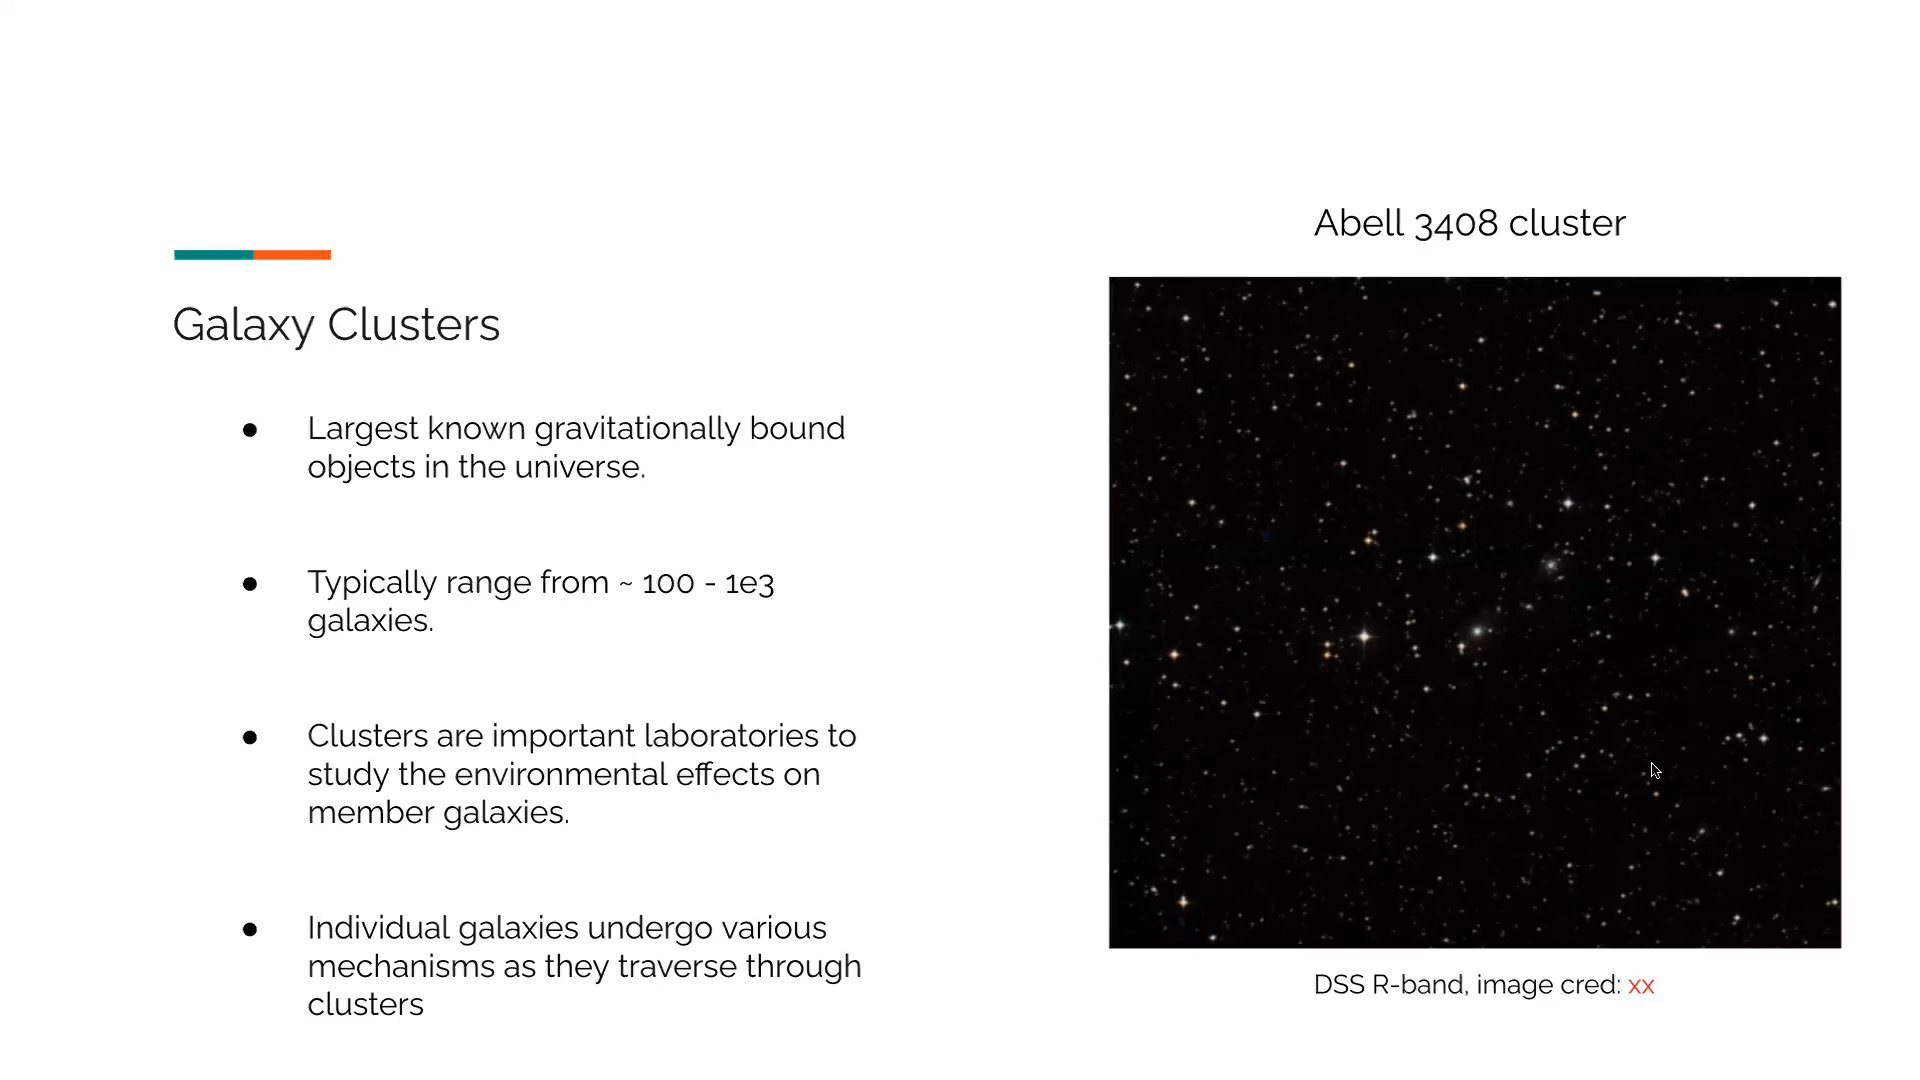 Galaxy Clusters
● Largest known gravitationally bound
objects in the universe.
● Typically range from ~ 100 - 1e3
galaxies.
● Clusters are important laboratories to
study the environmental effects on
member galaxies.
● Individual galaxies undergo various
mechanisms as they traverse through
clusters
Abell 3408 cluster
DSS R-band, image cred: xx